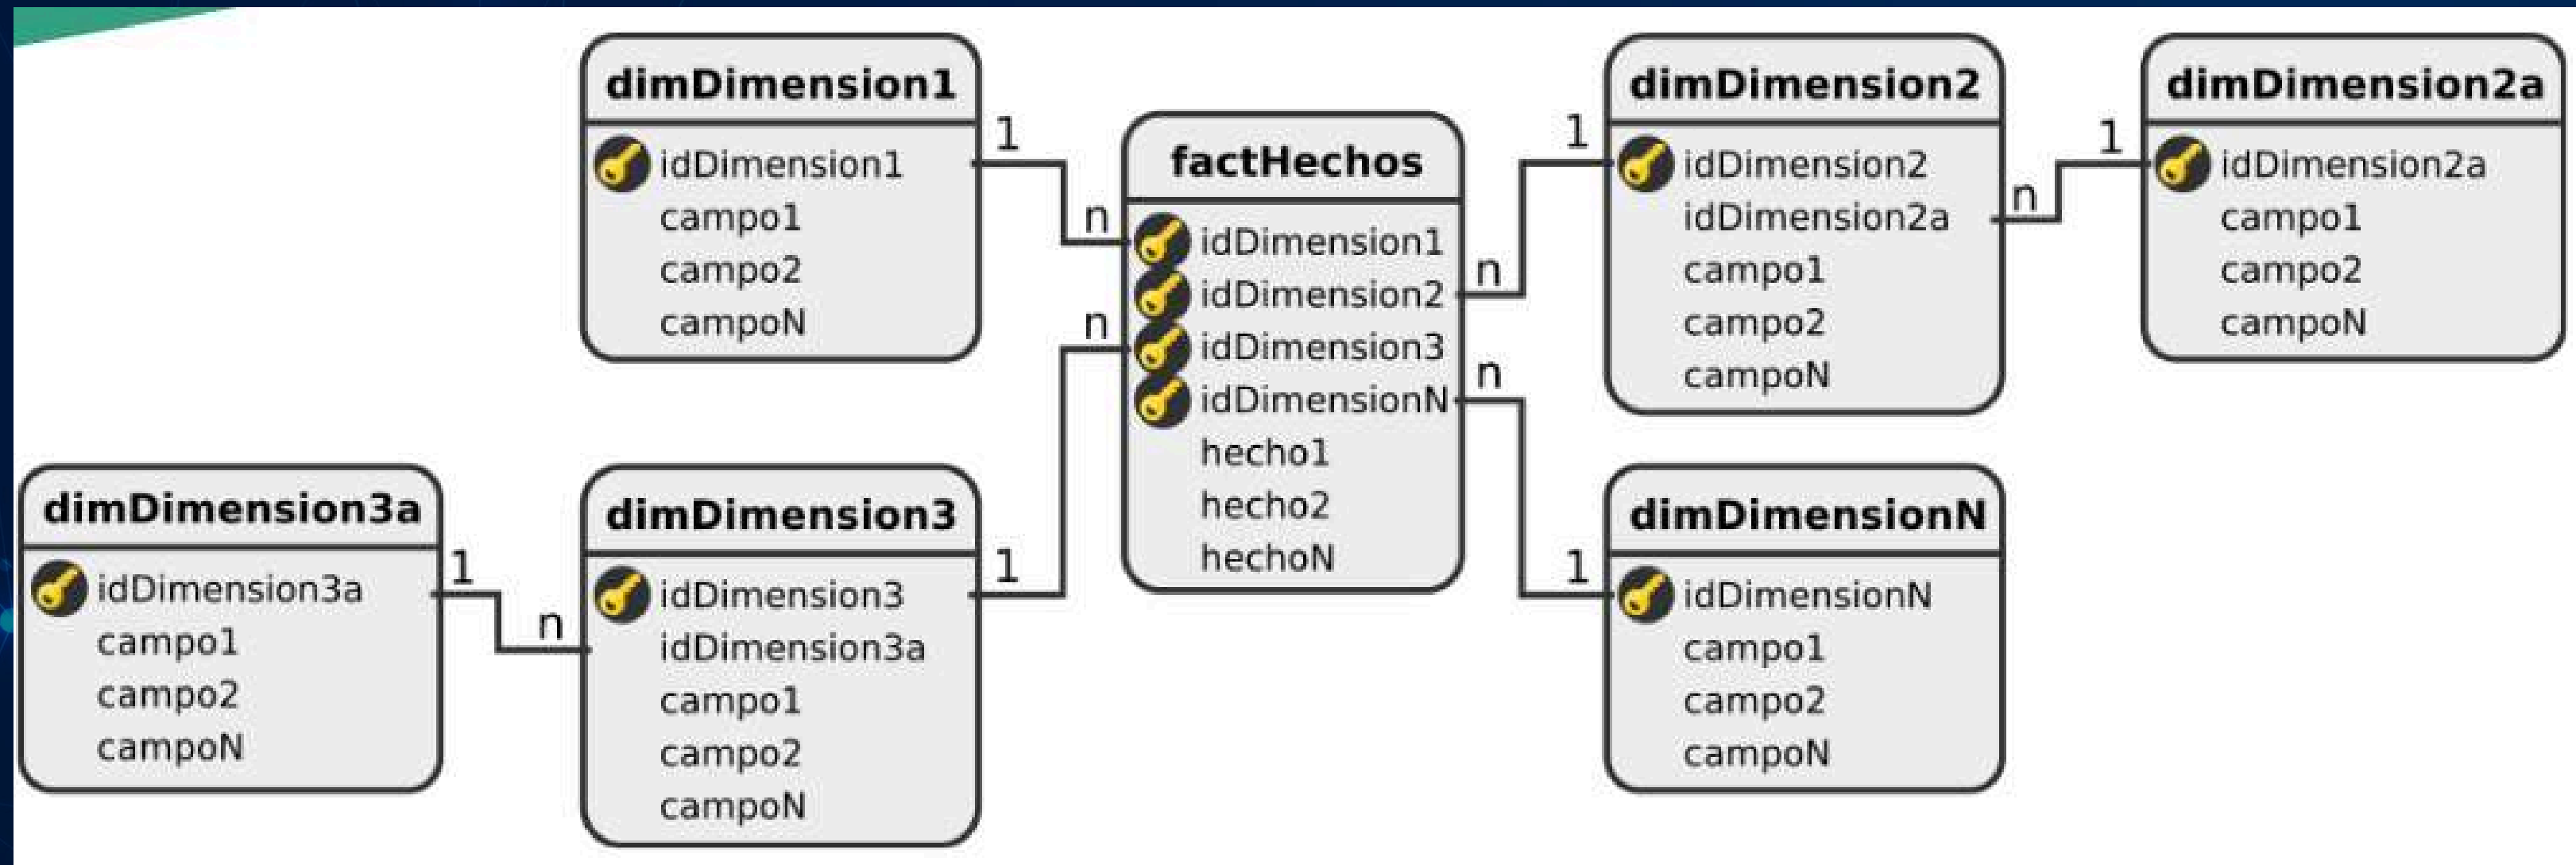 dimDimension1
1
idDimension1
campo1
campo2
campoN
n
factHechos
idDimension1
idDimension2
idDimension3
idDimensionN
hecho1
hecho2
hechoN
n
n
n
1
dimDimension2
idDimension2
idDimension2a
campo1
campo2
campoN
n
1
dimDimension2a
idDimension2a
campo1
campo2
campoN
dimDimension3a
idDimension3a
campo1
campo2
campoN
1
n
dimDimension3
idDimension3
idDimension3a
campo1
campo2
campoN
1
1
dimDimensionN
idDimensionN
campo1
campo2
campoN